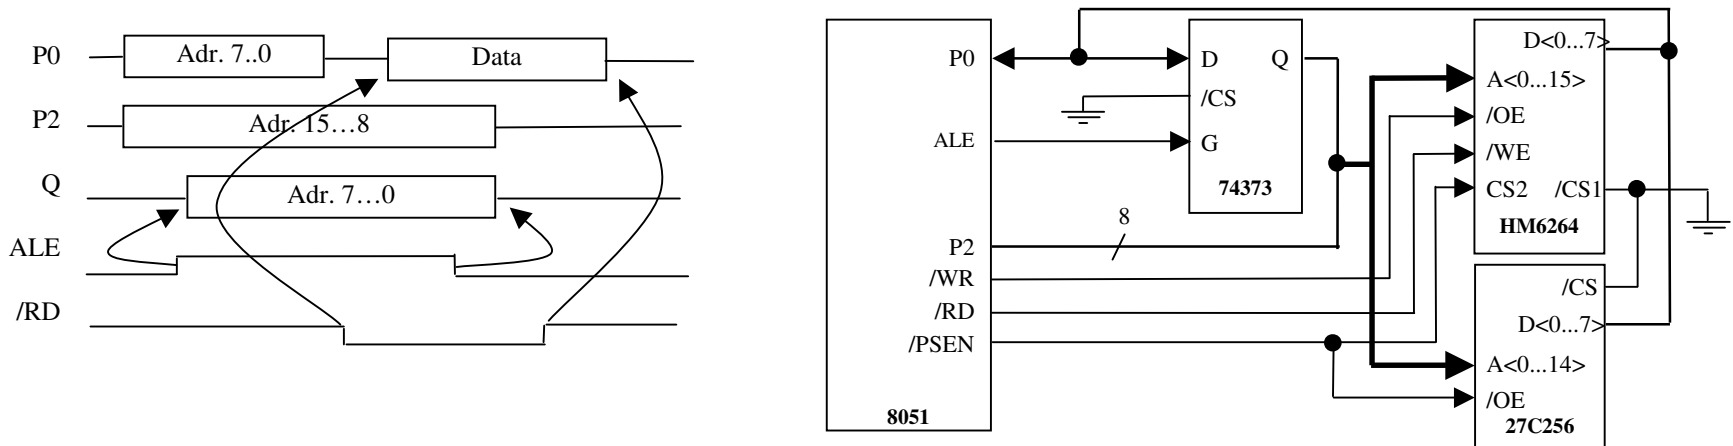 P0
Adr. 7..0
Data
P2
Adr. 15…8
Q
Adr. 7…0
ALE
/RD
P0
ALE
P2
/WR
/RD
/PSEN
8051
8
D
Q
/CS
G
74373
D<0...7>
A<0...15>
/OE
/WE
CS2
/CS1
HM6264
/CS
D<0...7>
A<0...14>
/OE
27C256